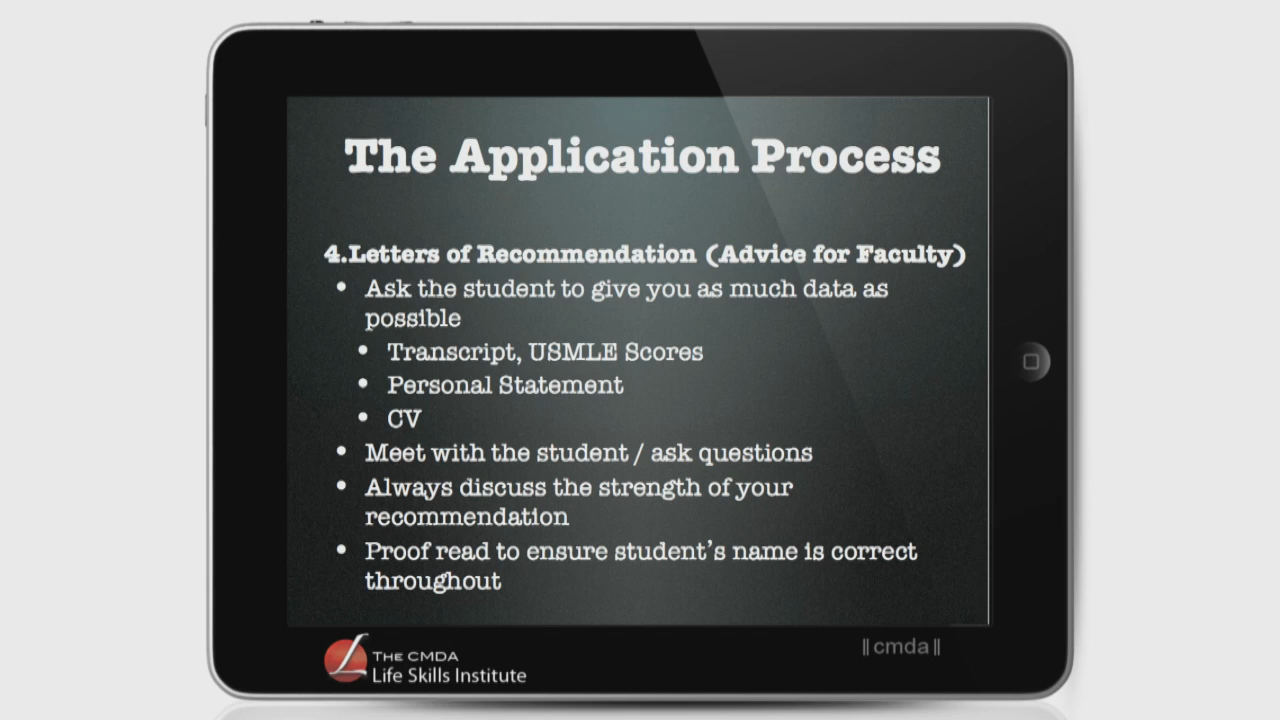 The Application Process
4.Letters of Recommendation (Advice for Faculty)
• Ask the student to give you as much data as
possible
• Transcript, USMLE Scores
• Personal Statement
• CV
• Meet with the student / ask questions
• Always discuss the strength of your
recommendation
• Proof read to ensure student's name is correct
throughout
THE CMDA
Life Skills Institute
||cmda||